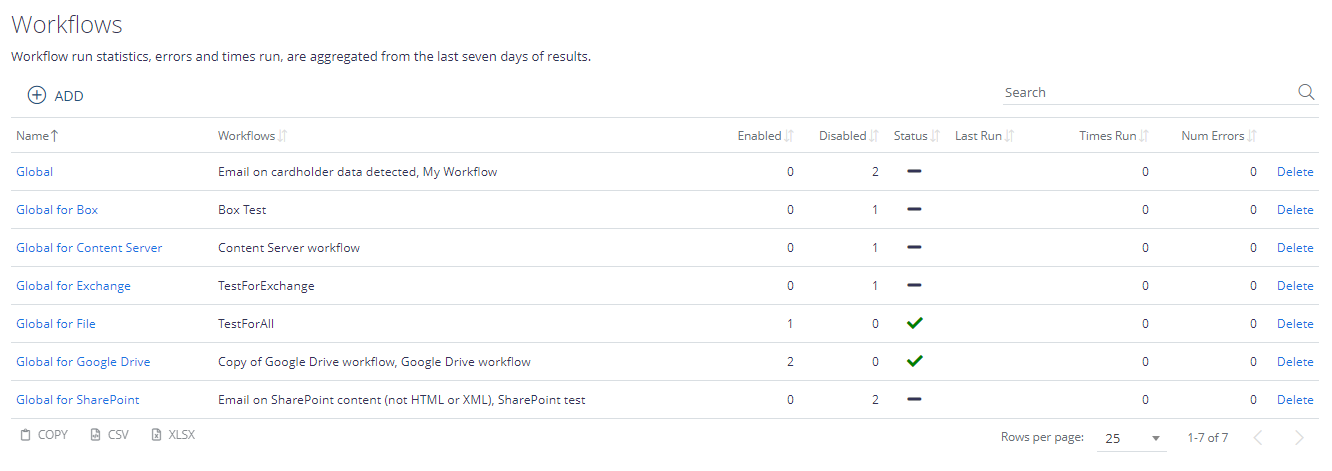 Workflows
Workflow run statistics, errors and times run, are aggregated from the last seven days of results.
ADD Search
Name Workflows Enabled Disabled Status Last Run Times Run Num Errors
Global Email on cardholder data detected, My Workflow 0 2 0 0 Delete
Global for Box Box Test 0 1 0 0 Delete
Global for Content Server Content Server workflow 0 1 0 0 Delete
Global for Exchange TestForExchange 0 1 0 0 Delete
Global for File TestForAll 1 0 0 0 Delete
Global for Google Drive Copy of Google Drive workflow, Google Drive workflow 2 0 0 0 Delete
Global for SharePoint Email on SharePoint content (not HTML or XML), SharePoint test 0 2 0 0 Delete
COPY CSV XLSX Rows per page: 25 1-7 of 7